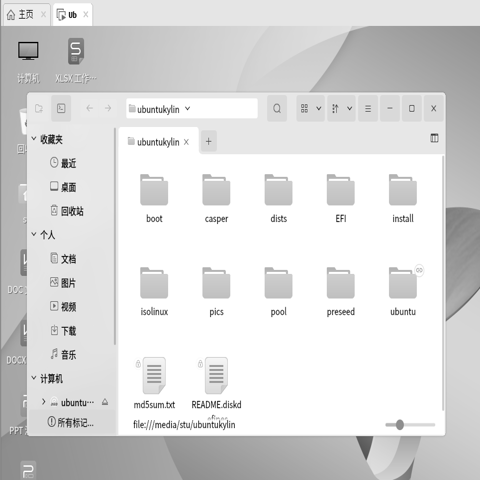 主页
Ub
计算机
XLSX 工作…
ubuntukylin
收藏夹
最近
桌面
回收站
个人
文档
图片
视频
下载
音乐
计算机
ubuntu…
所有标记...
ubuntukylin
boot
casper
dists
EFI
install
isolinux
pics
pool
preseed
ubuntu
md5sum.txt
README.diskd
efines
file:///media/stu/ubuntukylin
DOC
DOCX
PPT